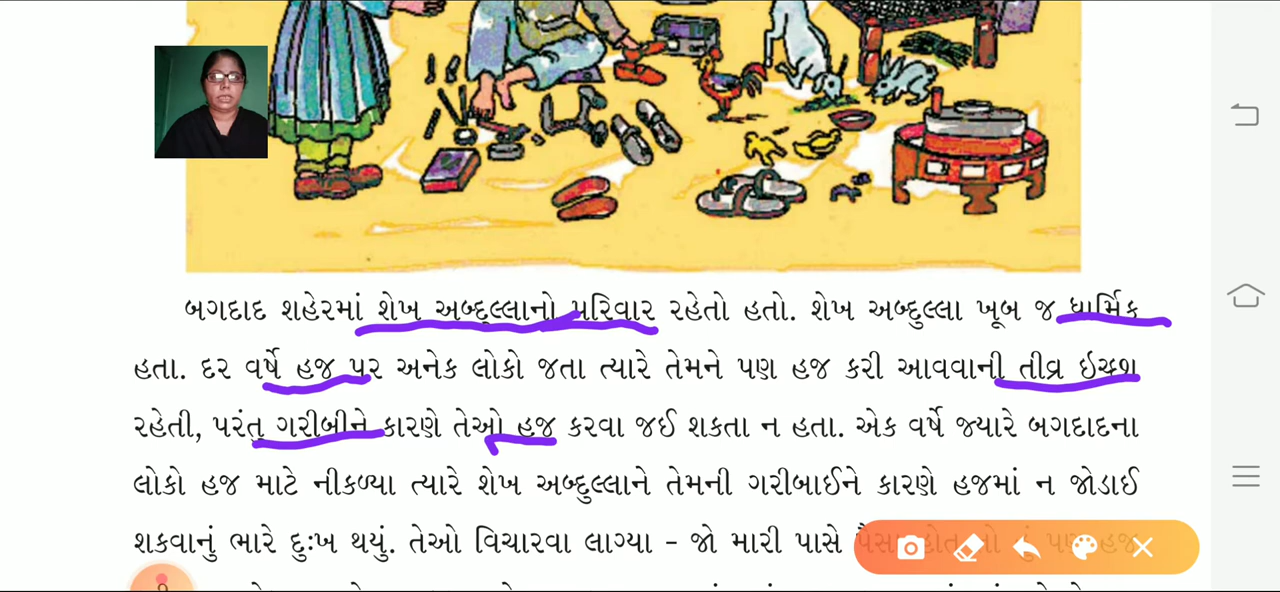 બગદાદ શહેરમાં શેખ અબ્દુલ્લાનો પરિવાર રહેતો હતો. શેખ અબ્દુલ્લા ખૂબ જ ધાર્મિક
હતા. દર વર્ષે હજ પર અનેક લોકો જતા ત્યારે તેમને પણ હજ કરી આવવાની તીવ્ર ઇચ્છા
રહેતી, પરંતુ ગરીબીને કારણે તેઓ હજ કરવા જઈ શકતા ન હતા. એક વર્ષે જ્યારે બગદાદના
લોકો હજ માટે નીકળ્યા ત્યારે શેખ અબ્દુલ્લાને તેમની ગરીબાઈને કારણે હજમાં ન જોડાઈ
શકવાનું ભારે દુઃખ થયું. તેઓ વિચારવા લાગ્યા - જો મારી પાસે પૈસા હોત તો હું પણ હજ